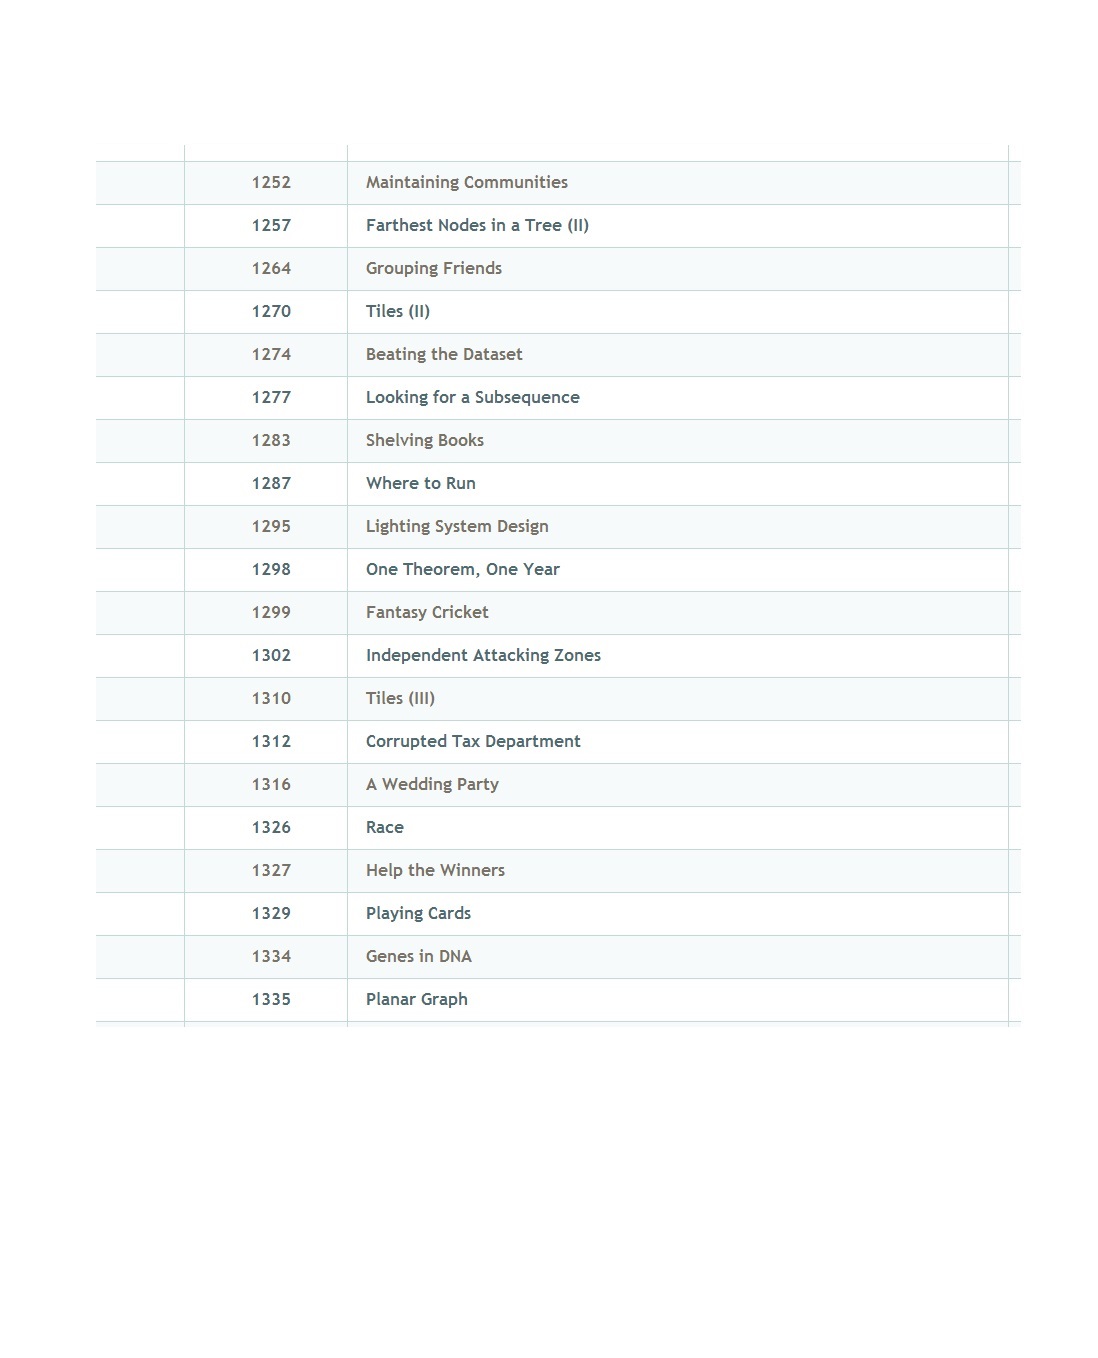 1252 Maintaining Communities
1257 Farthest Nodes in a Tree (II)
1264 Grouping Friends
1270 Tiles (II)
1274 Beating the Dataset
1277 Looking for a Subsequence
1283 Shelving Books
1287 Where to Run
1295 Lighting System Design
1298 One Theorem, One Year
1299 Fantasy Cricket
1302 Independent Attacking Zones
1310 Tiles (III)
1312 Corrupted Tax Department
1316 A Wedding Party
1326 Race
1327 Help the Winners
1329 Playing Cards
1334 Genes in DNA
1335 Planar Graph